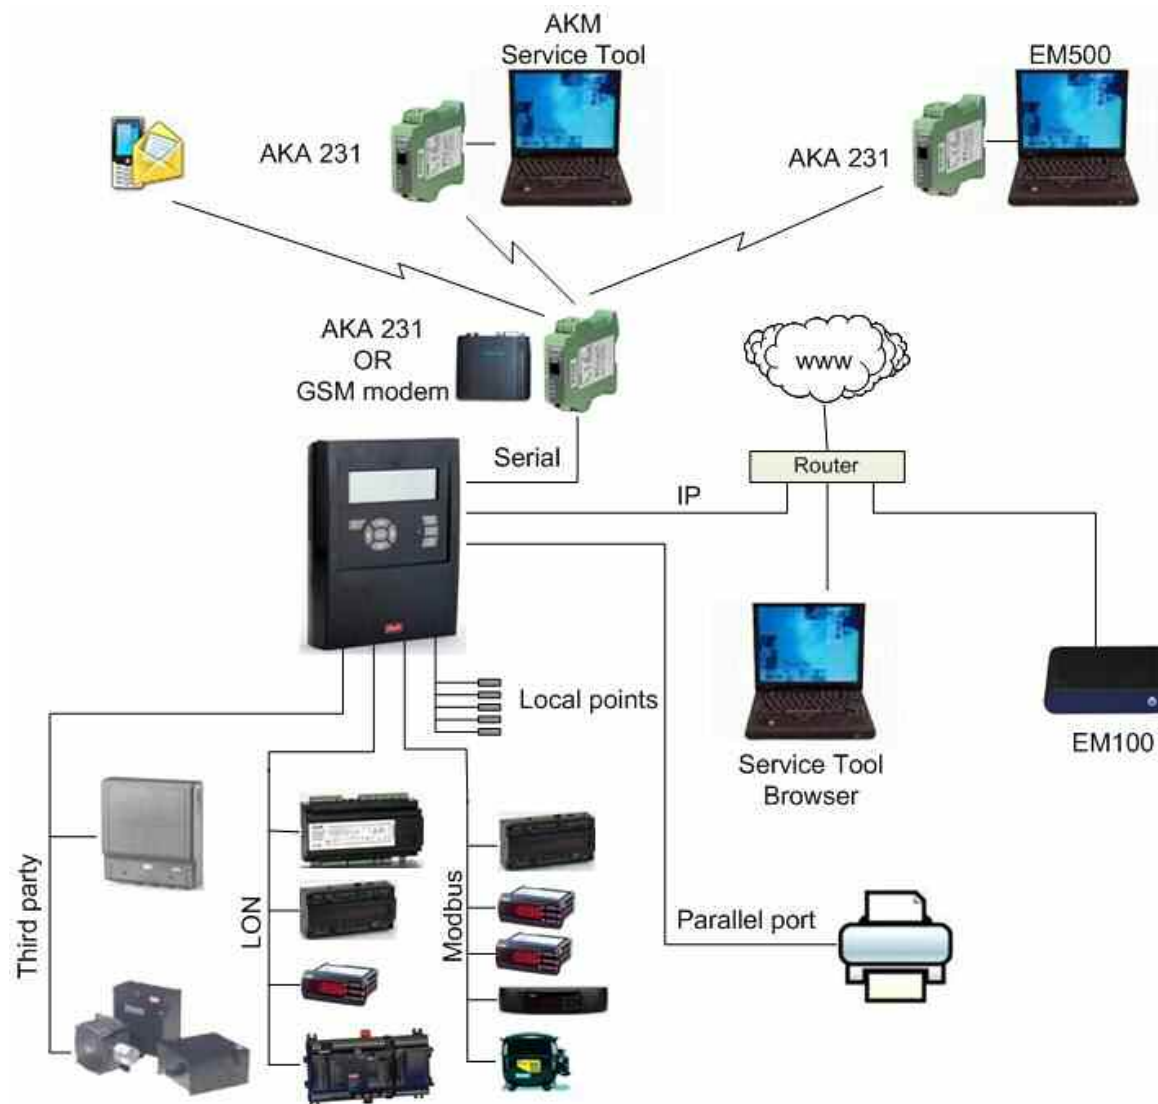 AKM
Service Tool
EM500
AKA 231
AKA 231
AKA 231
OR
GSM modem
www
Serial
Router
IP
Local points
EM100
Service Tool
Browser
Third party
LON
Modbus
Parallel port